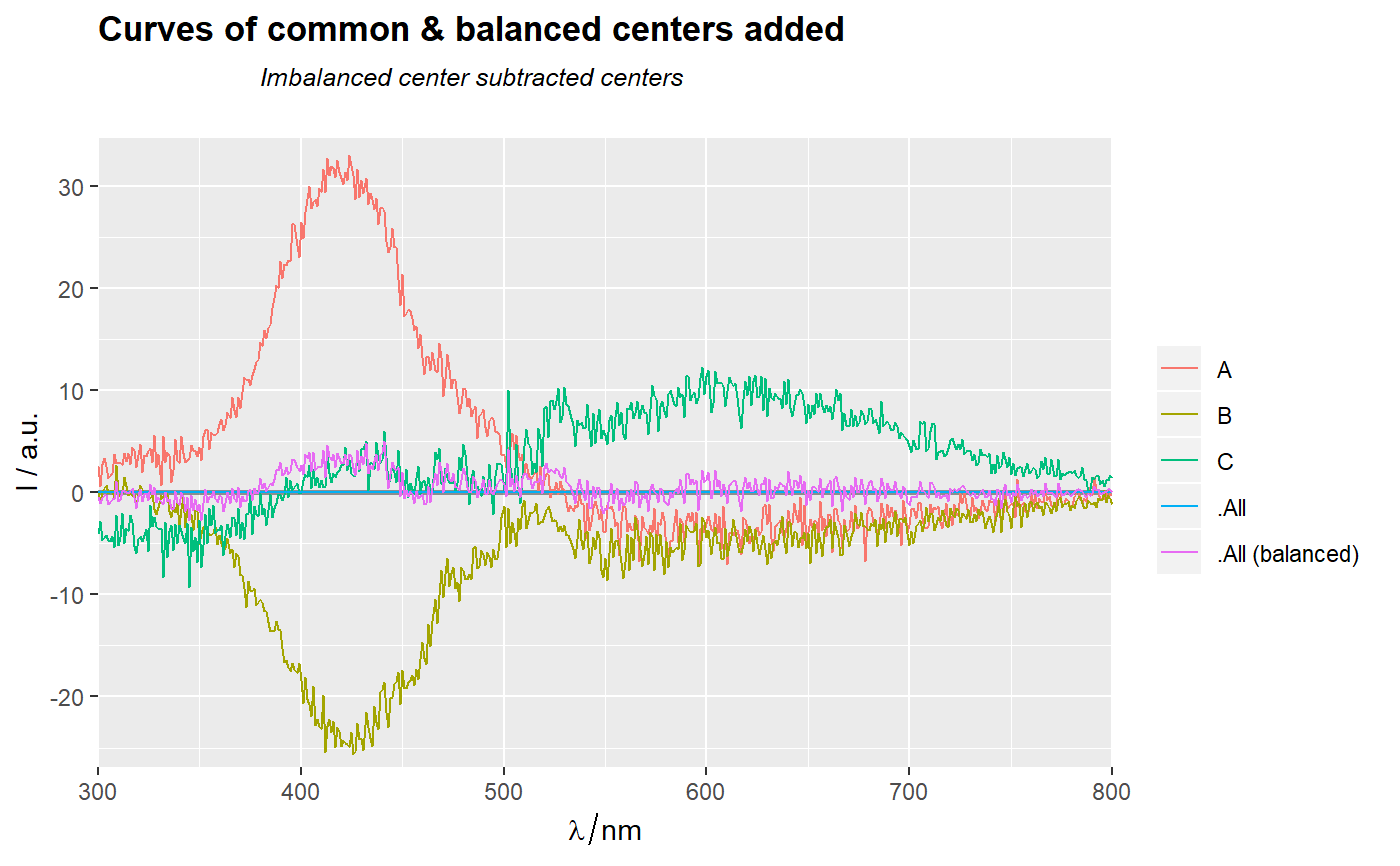 Curves of common & balanced centers added
Imbalanced center subtracted centers
I / a.u.
30
20
10
0
-10
-20
300
400
500
600
700
800
λ/nm
A
B
C
.All
.All (balanced)